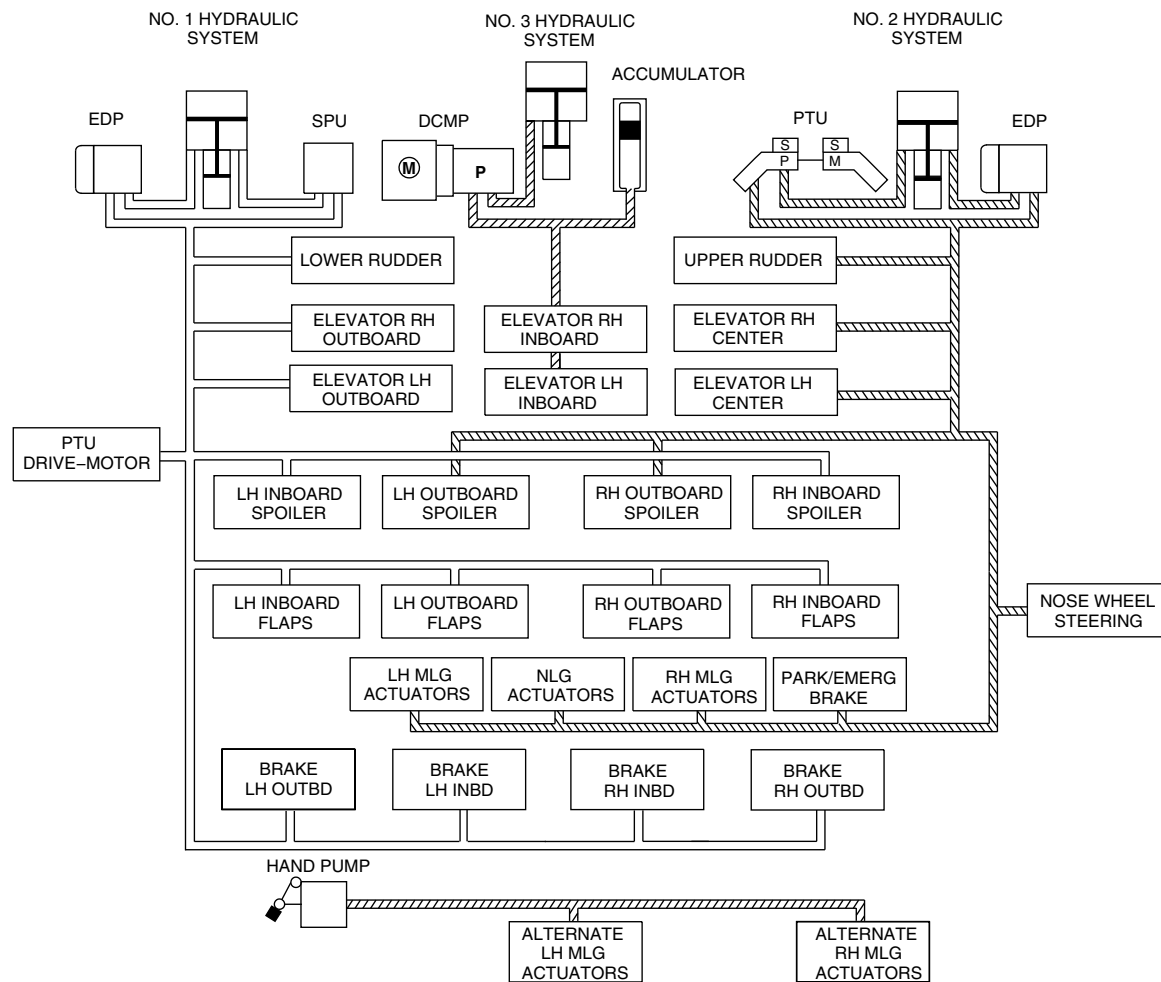 NO. 1 HYDRAULIC
SYSTEM
NO. 3 HYDRAULIC
SYSTEM
NO. 2 HYDRAULIC
SYSTEM
ACCUMULATOR
EDP
SPU
DCMP
PTU
EDP
M
P
S
P
S
M
LOWER RUDDER
UPPER RUDDER
ELEVATOR RH
OUTBOARD
ELEVATOR RH
INBOARD
ELEVATOR RH
CENTER
ELEVATOR LH
OUTBOARD
ELEVATOR LH
INBOARD
ELEVATOR LH
CENTER
PTU
DRIVE–MOTOR
LH INBOARD
SPOILER
LH OUTBOARD
SPOILER
RH OUTBOARD
SPOILER
RH INBOARD
SPOILER
LH INBOARD
FLAPS
LH OUTBOARD
FLAPS
RH OUTBOARD
FLAPS
RH INBOARD
FLAPS
NOSE WHEEL
STEERING
LH MLG
ACTUATORS
NLG
ACTUATORS
RH MLG
ACTUATORS
PARK/EMERG
BRAKE
BRAKE
LH OUTBD
BRAKE
LH INBD
BRAKE
RH INBD
BRAKE
RH OUTBD
HAND PUMP
ALTERNATE
LH MLG
ACTUATORS
ALTERNATE
RH MLG
ACTUATORS